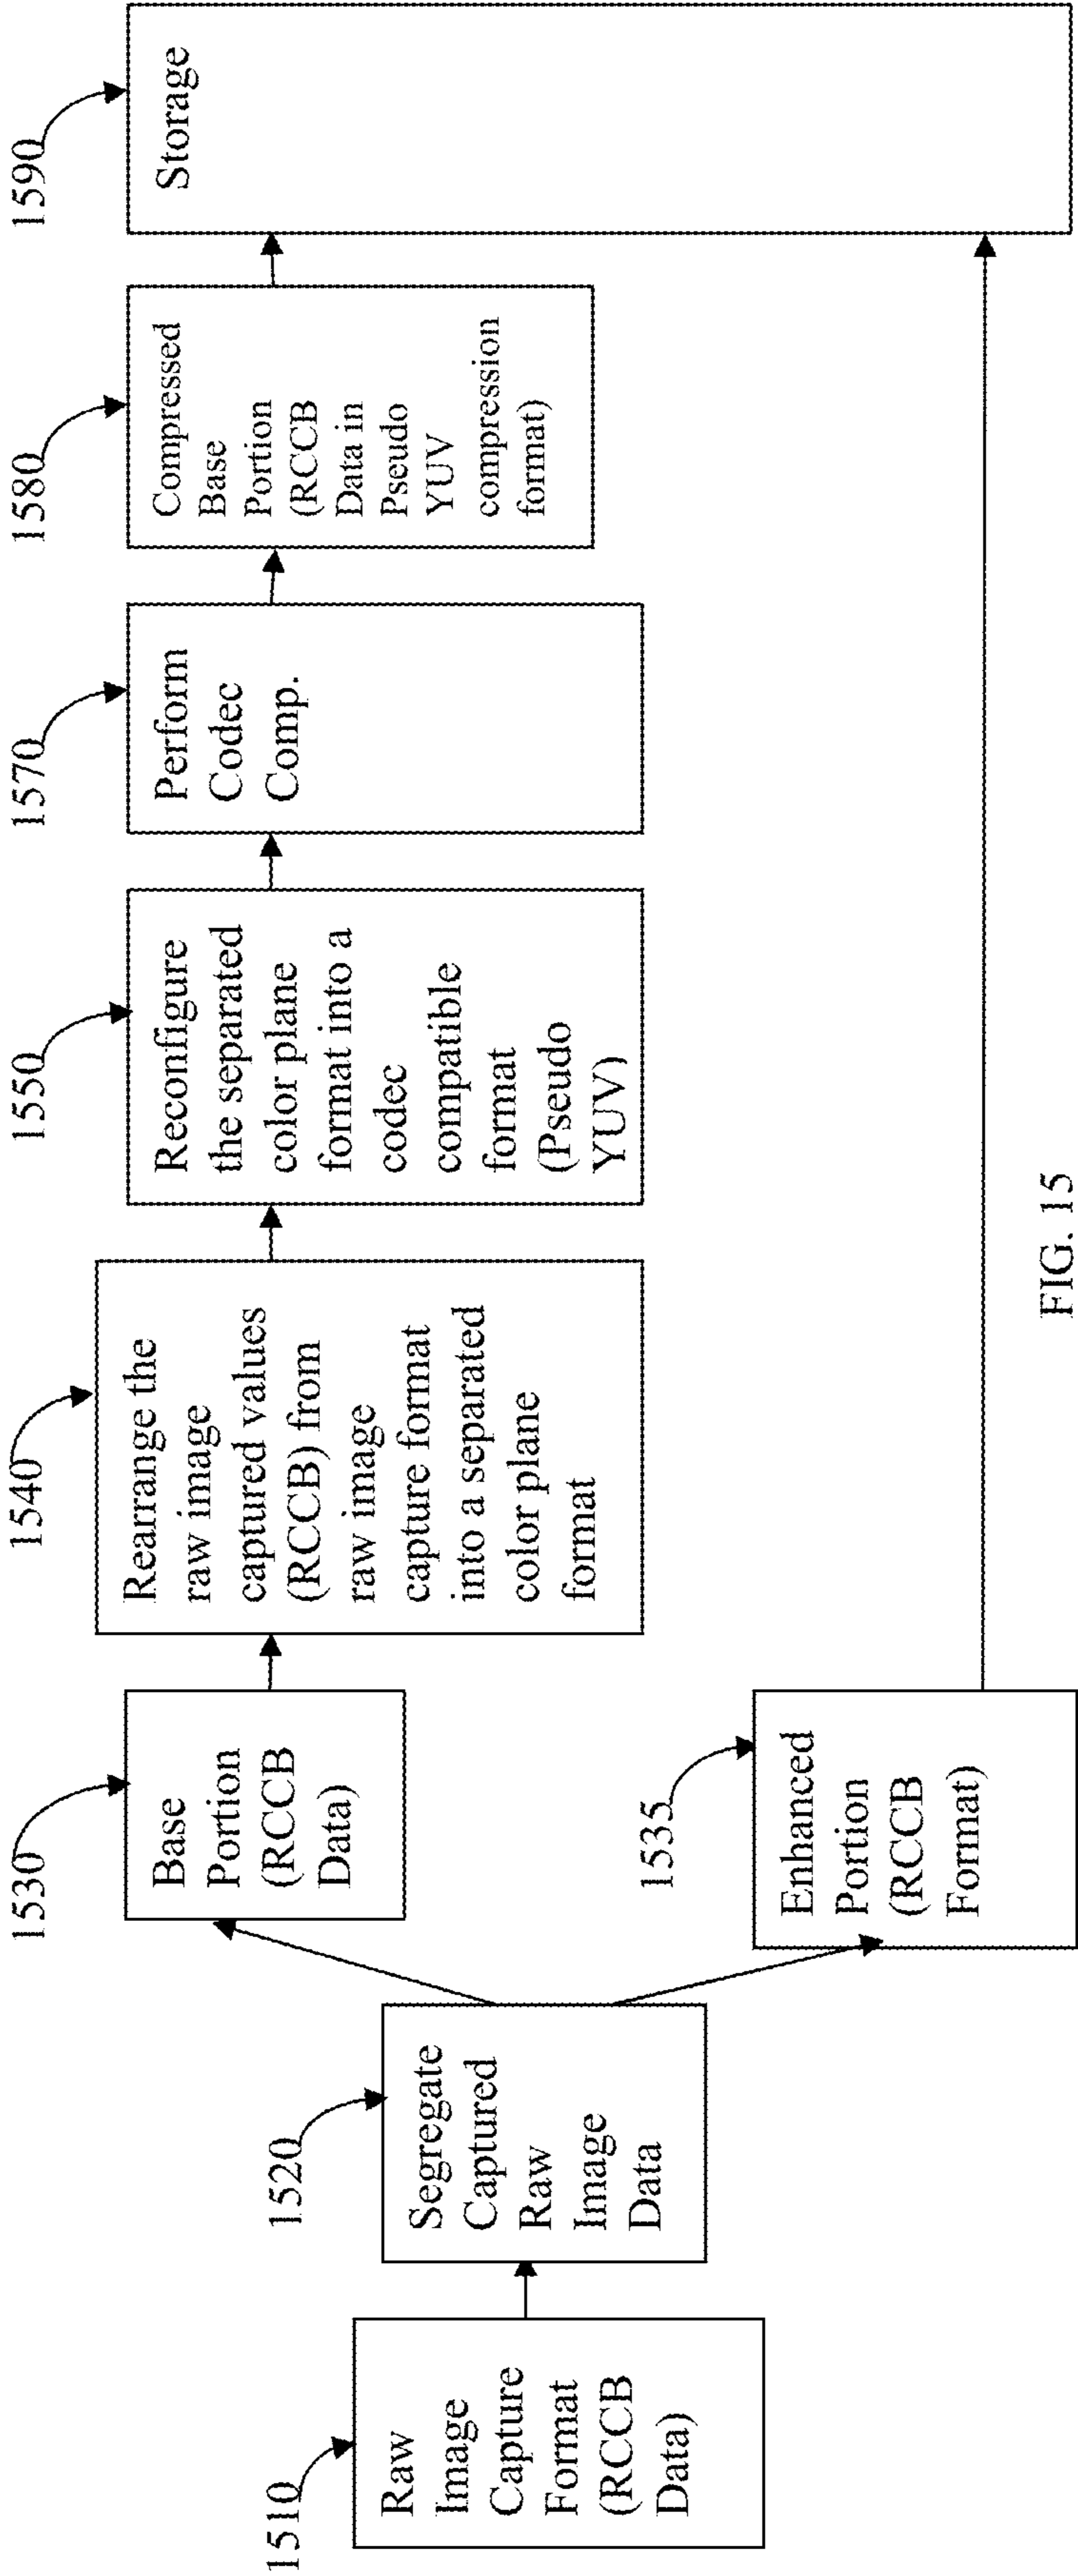 1510
Raw
Image
Capture
Format
(RCCB
Data)
1520
Segregate
Captured
Raw
Image
Data
1530
Base
Portion
(RCCB
Data)
1535
Enhanced
Portion
(RCCB
Format)
1540
Rearrange the
raw image
captured values
(RCCB) from
raw image
capture format
into a separated
color plane
format
1550
Reconfigure
the separated
color plane
format into a
codec
compatible
format
(Pseudo
YUV)
1570
Perform
Codec
Comp.
1580
Compressed
Base
Portion
(RCCB
Data in
Pseudo
YUV
compression
format)
1590
Storage
FIG. 15